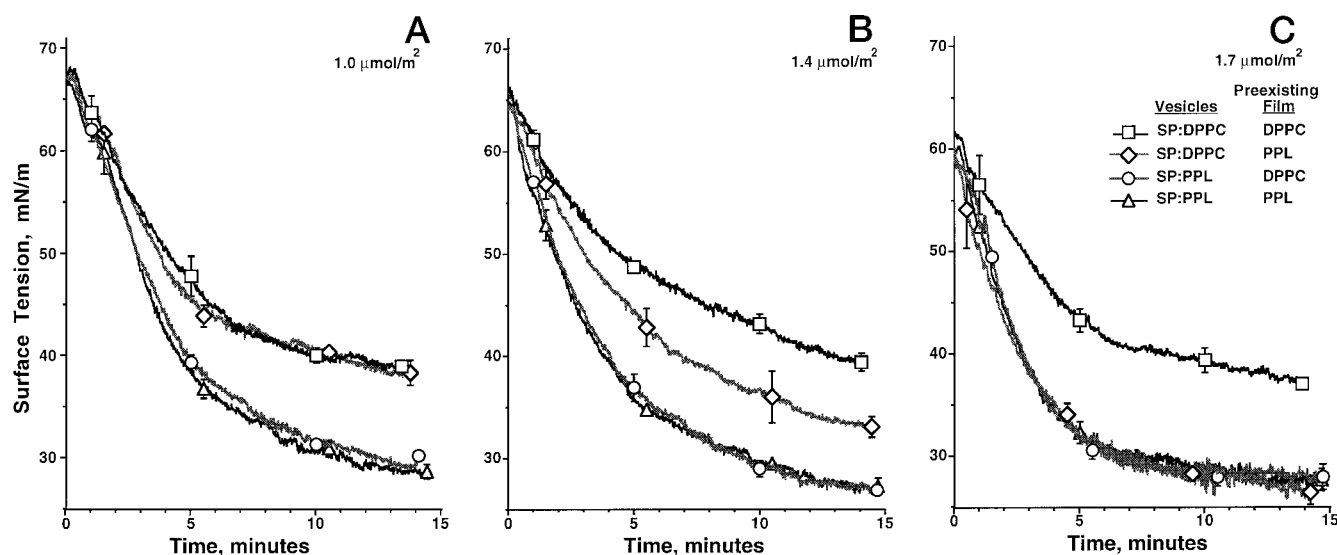 A
1.0 μmol/m²
70
60
50
40
30
0
5
10
15
Time, minutes
Surface Tension, mN/m
B
1.4 μmol/m²
70
60
50
40
30
0
5
10
15
Time, minutes
C
1.7 μmol/m²
Preexisting
Vesicles Film
SP:DPPC DPPC
SP:DPPC PPL
SP:PPL DPPC
SP:PPL PPL
70
60
50
40
30
0
5
10
15
Time, minutes